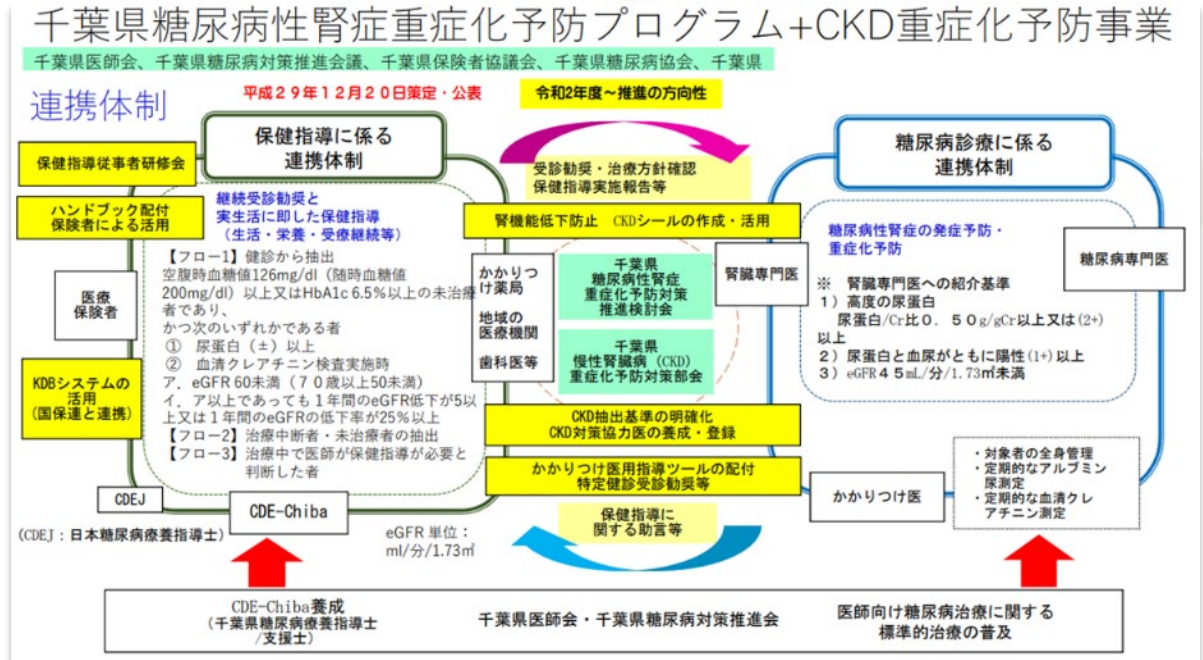 千葉県糖尿病性腎症重症化予防プログラム+CKD重症化予防事業
千葉県医師会、千葉県糖尿病対策推進会議、千葉県保険者協議会、千葉県糖尿病協会、千葉県
連携体制
平成29年12月20日策定・公表
令和2年度～推進の方向性
保健指導に係る
連携体制
保健指導従事者研修会
ハンドブック配付
保険者による活用
医療
保険者
KDBシステムの
活用
(国保連と連携)
継続受診勧奨と
実生活に即した保健指導
(生活・栄養・受療継続等)
【フロー1】健診から抽出
空腹時血糖値126mg/dl(随時血糖値
200mg/dl)以上又はHbA1c 6.5%以上の未治療
者であり、
かつ次のいずれかである者
① 尿蛋白(±)以上
② 血清クレアチニン検査実施時
ア.eGFR 60未満(70歳以上50未満)
イ.ア以上であっても1年間のeGFR低下が5以
上又は1年間のeGFRの低下率が25%以上
【フロー2】治療中断者・未治療者の抽出
【フロー3】治療中で医師が保健指導が必要と
判断した者
CDEJ
CDE-Chiba
(CDEJ:日本糖尿病療養指導士)
eGFR 単位:
ml/分/1.73㎡
受診勧奨・治療方針確認
保健指導実施報告等
腎機能低下防止 CKDシールの作成・活用
かかりつ
け薬局
地域の
医療機関
歯科医等
千葉県
糖尿病性腎症
重症化予防対策
推進検討会
千葉県
慢性腎臓病(CKD)
重症化予防対策部会
CKD抽出基準の明確化
CKD対策協力医の養成・登録
かかりつけ医用指導ツールの配付
特定健診受診勧奨等
保健指導に
関する助言等
糖尿病診療に係る
連携体制
腎臓専門医
糖尿病専門医
糖尿病性腎症の発症予防・
重症化予防
※ 腎臓専門医への紹介基準
1)高度の尿蛋白
尿蛋白/Cr比0.50g/gCr以上又は(2+)
以上
2)尿蛋白と血尿がともに陽性(1+)以上
3)eGFR45mL/分/1.73㎡未満
かかりつけ医
・対象者の全身管理
・定期的なアルブミン
尿測定
・定期的な血清クレ
アチニン測定
CDE-Chiba養成
(千葉県糖尿病療養指導士
/支援士)
千葉県医師会・千葉県糖尿病対策推進会
医師向け糖尿病治療に関する
標準的治療の普及